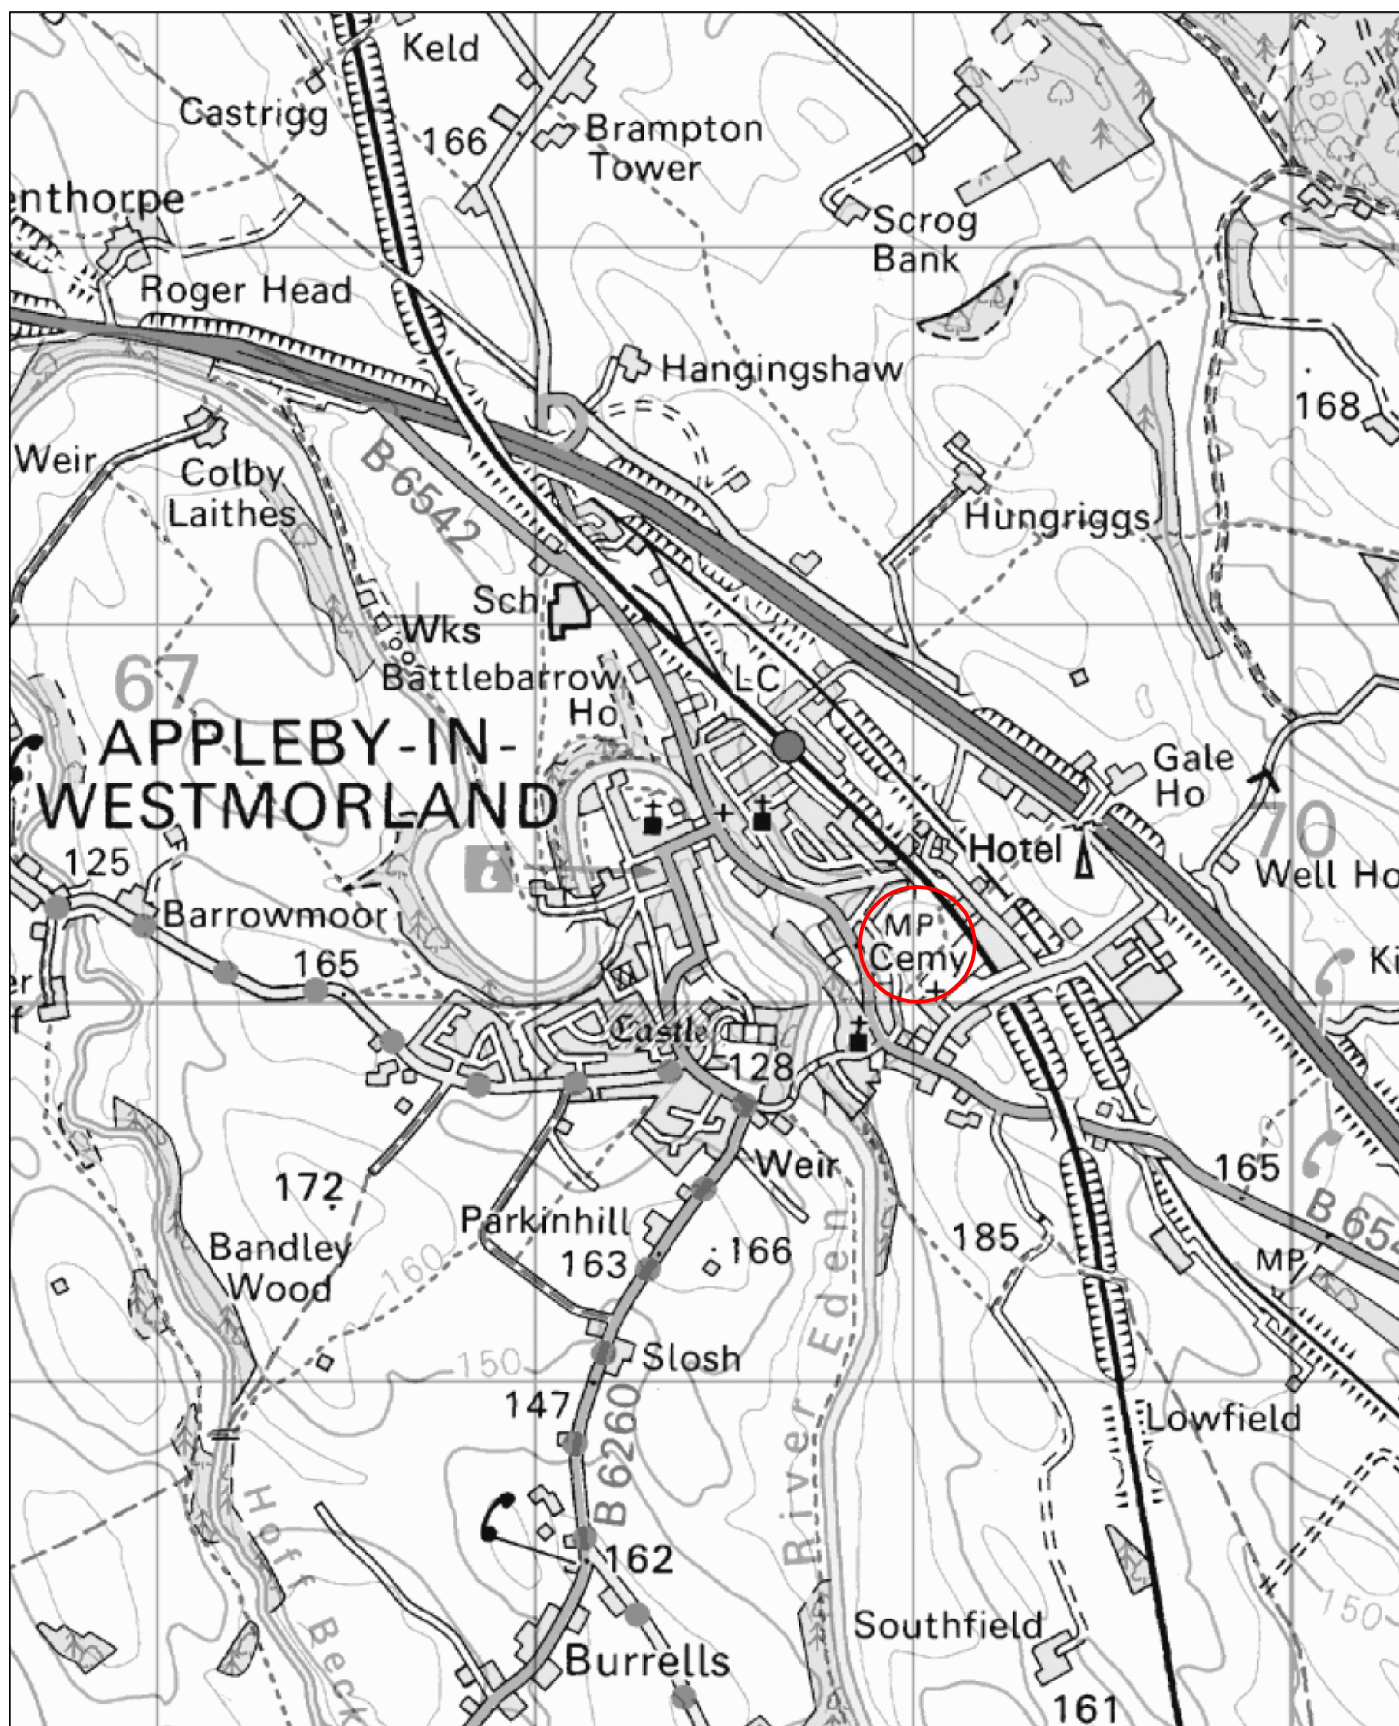 Keld
Castrigg
166
Brampton
Tower
180
enthorpe
Scrog
Bank
Roger Head
Hangingshaw
168
Weir
Colby
Laithes
B 6542
Hungriggs
Sch
Wks
67
Battlebarrow
Ho
LC
APPLEBY-IN-
WESTMORLAND
Gale
Ho
70
i
Hotel
125
Well Ho
Barrowmoor
MP
Cemy
165
Ki
er
f
Castle
128
172
Weir
165
Parkinhill
Bandley
Wood
160
163
166
185
B 654
MP
River Eden
150
Slosh
147
B 6260
Lowfield
Hoff Beck
162
150
Southfield
Burrells
161